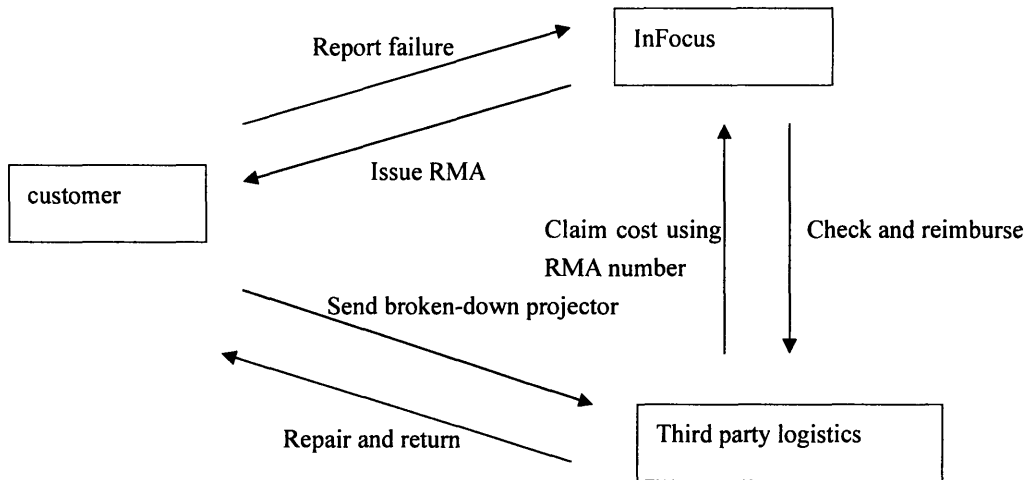 Report failure
InFocus
Issue RMA
customer
Claim cost using
RMA number
Check and reimburse
Send broken-down projector
Repair and return
Third party logistics